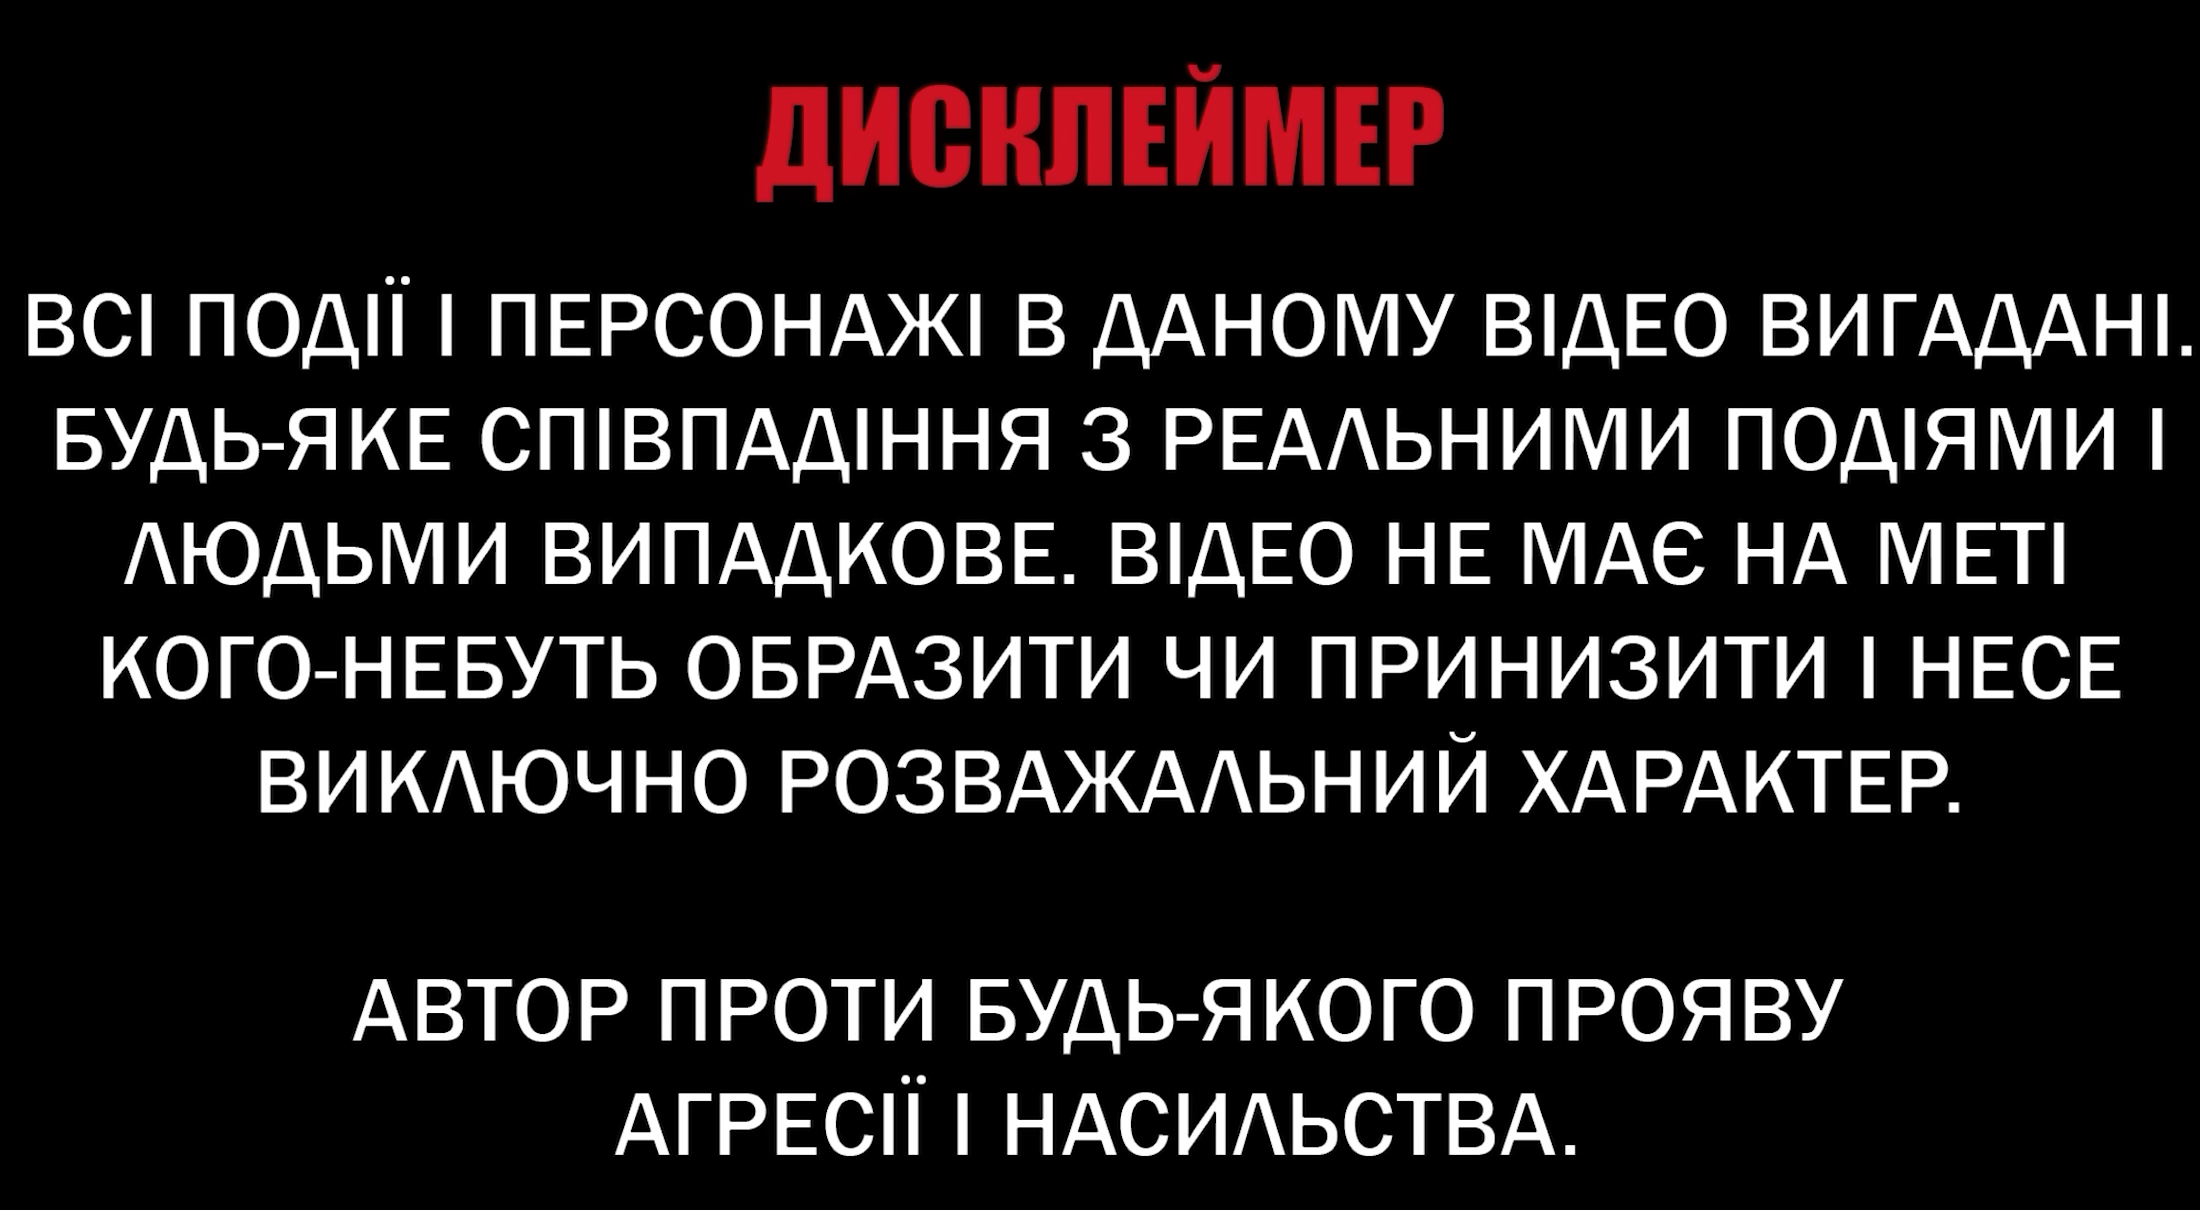 ДИСКЛЕЙМЕР
ВСІ ПОДІЇ І ПЕРСОНАЖІ В ДАНОМУ ВІДЕО ВИГАДАНІ.
БУДЬ-ЯКЕ СПІВПАДІННЯ З РЕАЛЬНИМИ ПОДІЯМИ І
ЛЮДЬМИ ВИПАДКОВЕ. ВІДЕО НЕ МАЄ НА МЕТІ
КОГО-НЕБУТЬ ОБРАЗИТИ ЧИ ПРИНИЗИТИ І НЕСЕ
ВИКЛЮЧНО РОЗВАЖАЛЬНИЙ ХАРАКТЕР.
АВТОР ПРОТИ БУДЬ-ЯКОГО ПРОЯВУ
АГРЕСІЇ І НАСИЛЬСТВА.